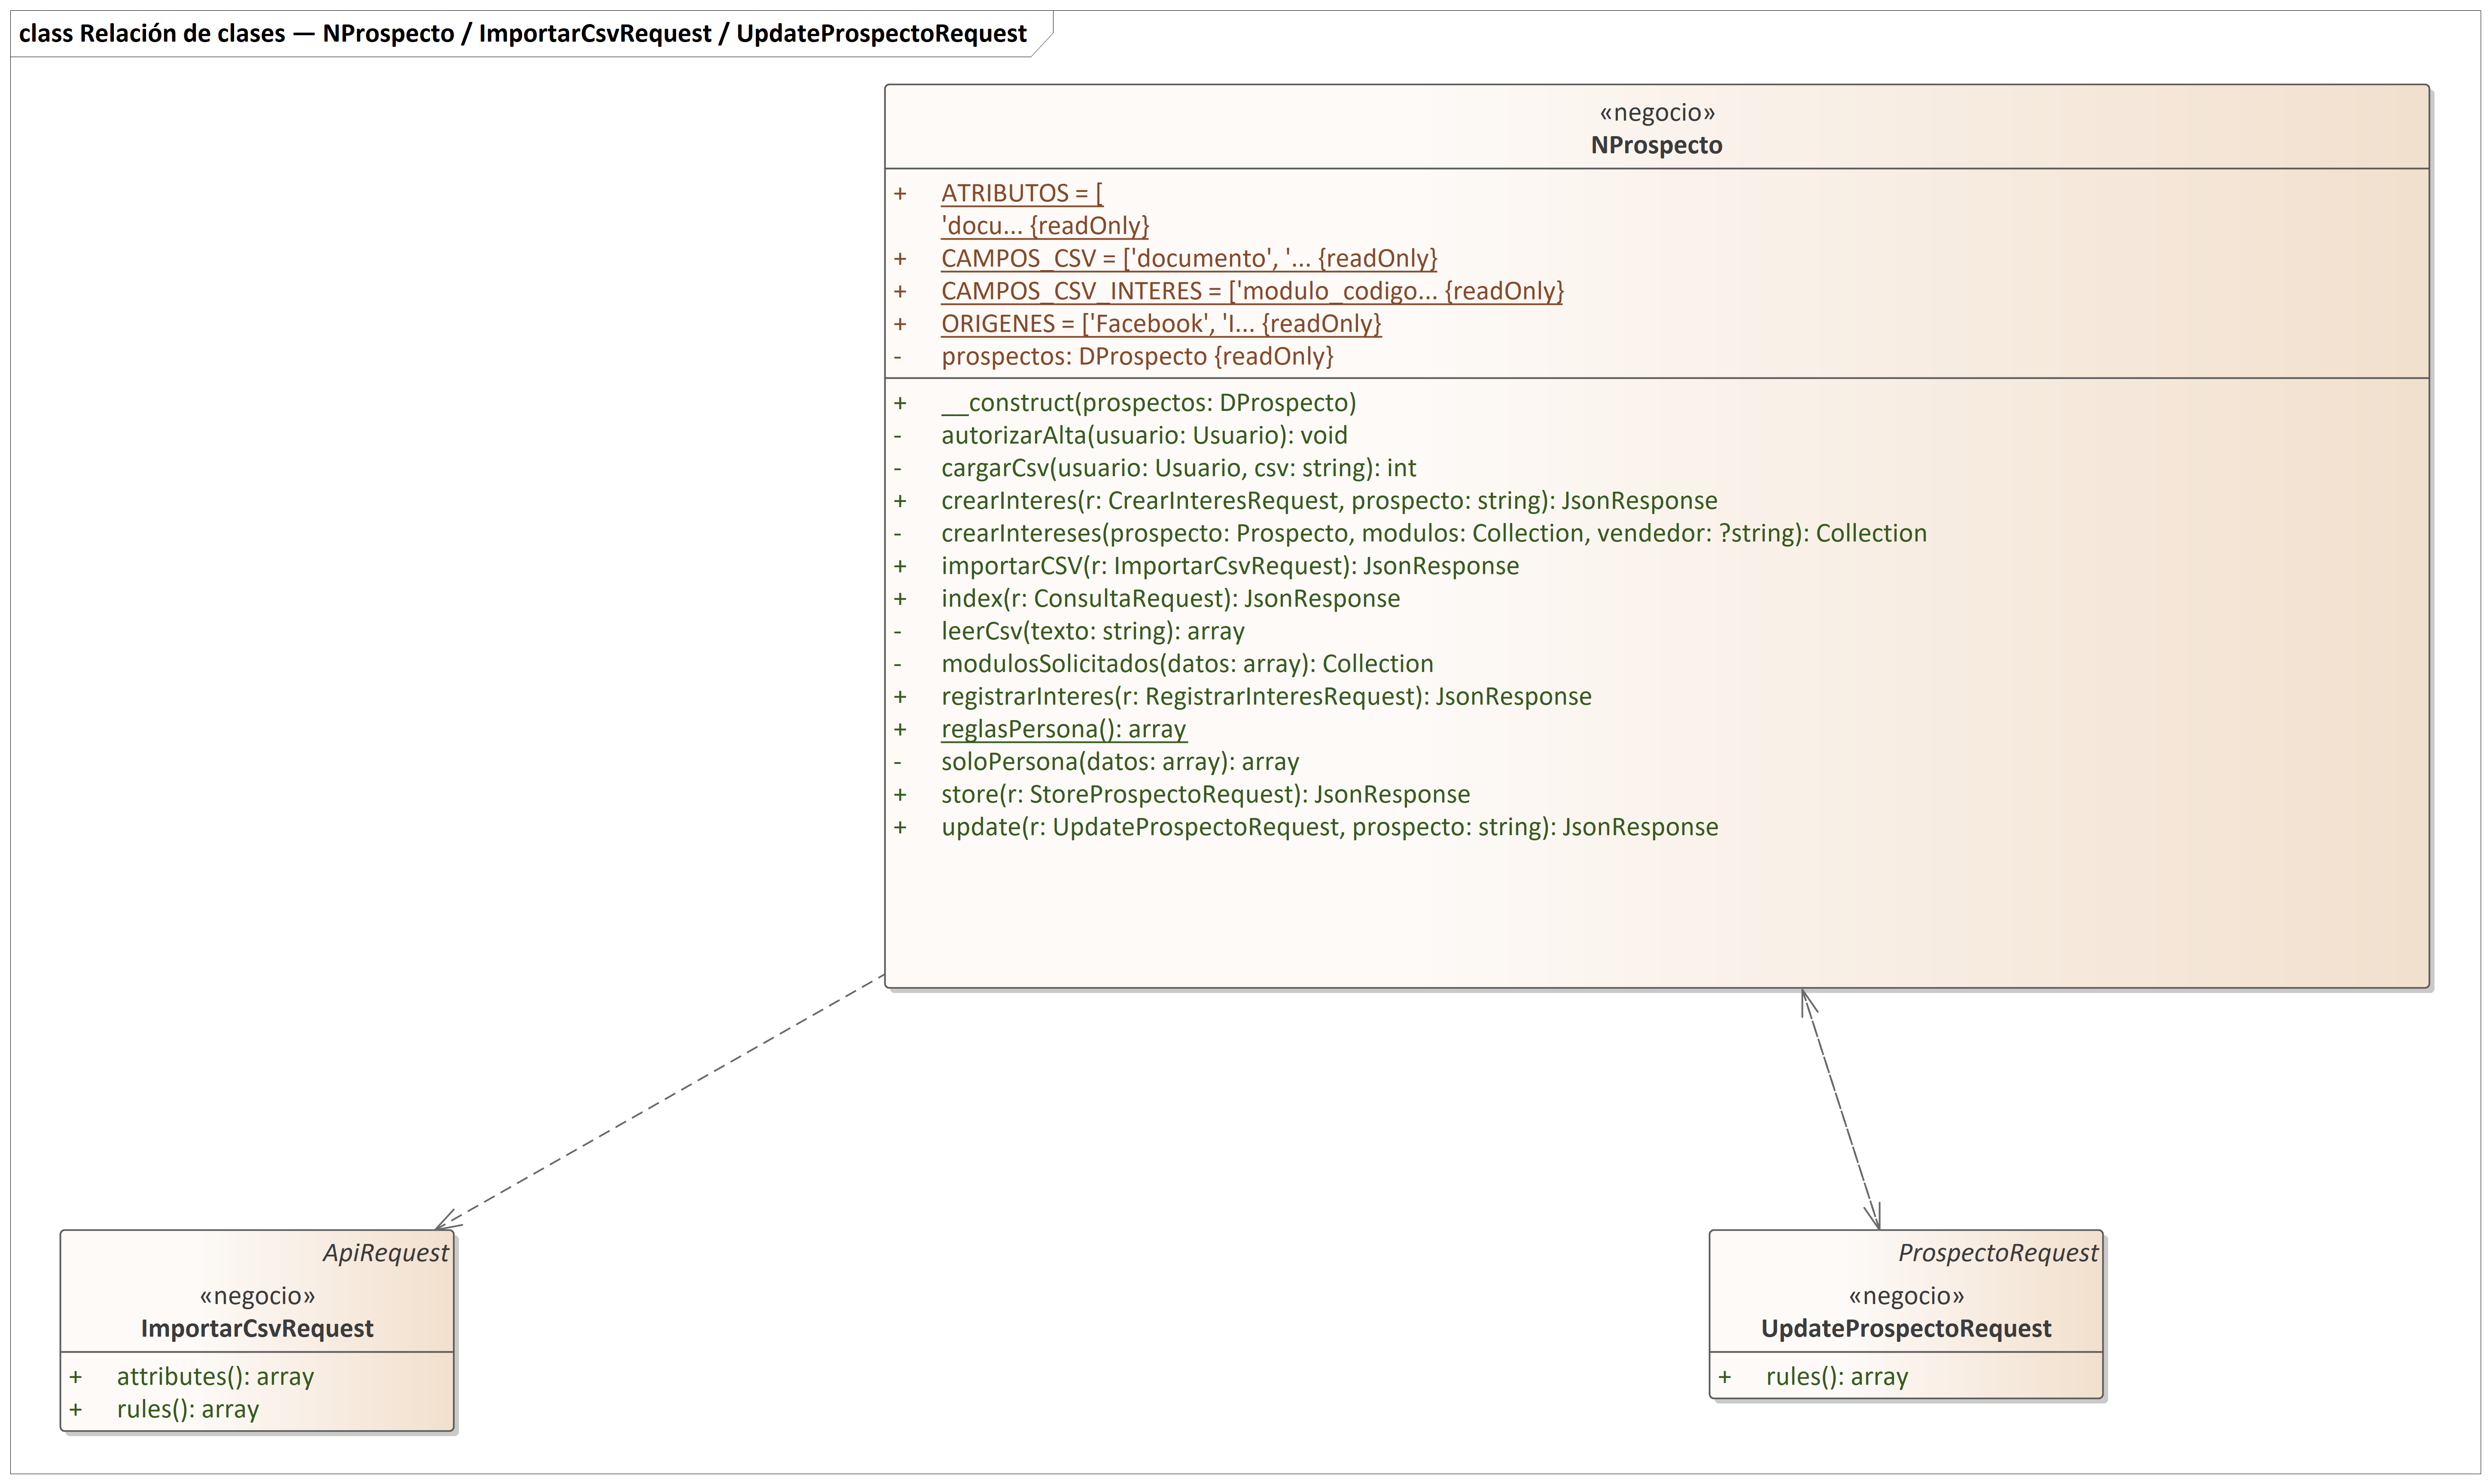 class Relación de clases — NProspecto / ImportarCsvRequest / UpdateProspectoRequest
«negocio»
NProspecto
+ ATRIBUTOS = [
'docu... {readOnly}
+ CAMPOS_CSV = ['documento', '... {readOnly}
+ CAMPOS_CSV_INTERES = ['modulo_codigo... {readOnly}
+ ORIGENES = ['Facebook', 'I... {readOnly}
- prospectos: DProspecto {readOnly}
+ __construct(prospectos: DProspecto)
- autorizarAlta(usuario: Usuario): void
- cargarCsv(usuario: Usuario, csv: string): int
+ crearInteres(r: CrearInteresRequest, prospecto: string): JsonResponse
- crearIntereses(prospecto: Prospecto, modulos: Collection, vendedor: ?string): Collection
+ importarCSV(r: ImportarCsvRequest): JsonResponse
+ index(r: ConsultaRequest): JsonResponse
- leerCsv(texto: string): array
- modulosSolicitados(datos: array): Collection
+ registrarInteres(r: RegistrarInteresRequest): JsonResponse
+ reglasPersona(): array
- soloPersona(datos: array): array
+ store(r: StoreProspectoRequest): JsonResponse
+ update(r: UpdateProspectoRequest, prospecto: string): JsonResponse
ApiRequest
«negocio»
ImportarCsvRequest
+ attributes(): array
+ rules(): array
ProspectoRequest
«negocio»
UpdateProspectoRequest
+ rules(): array